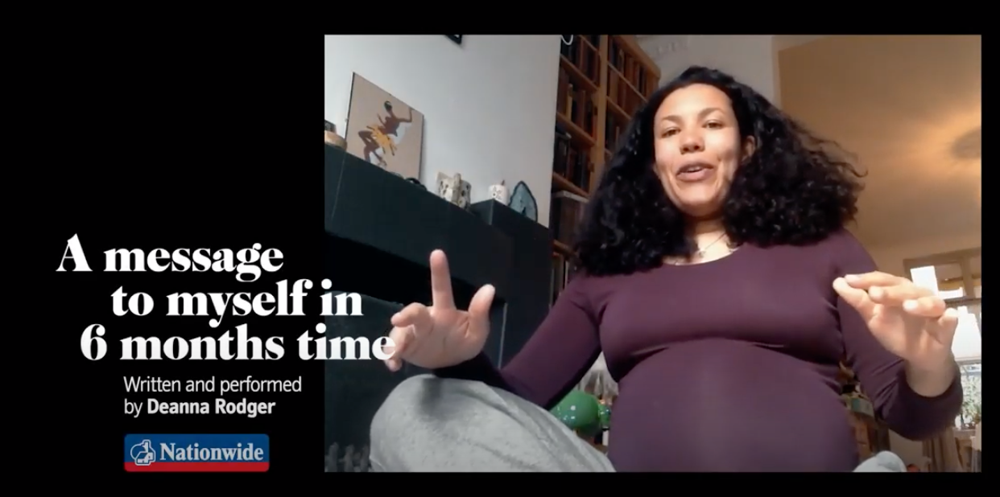 A message
to myself in
6 months time
Written and performed
by Deanna Rodger
Nationwide